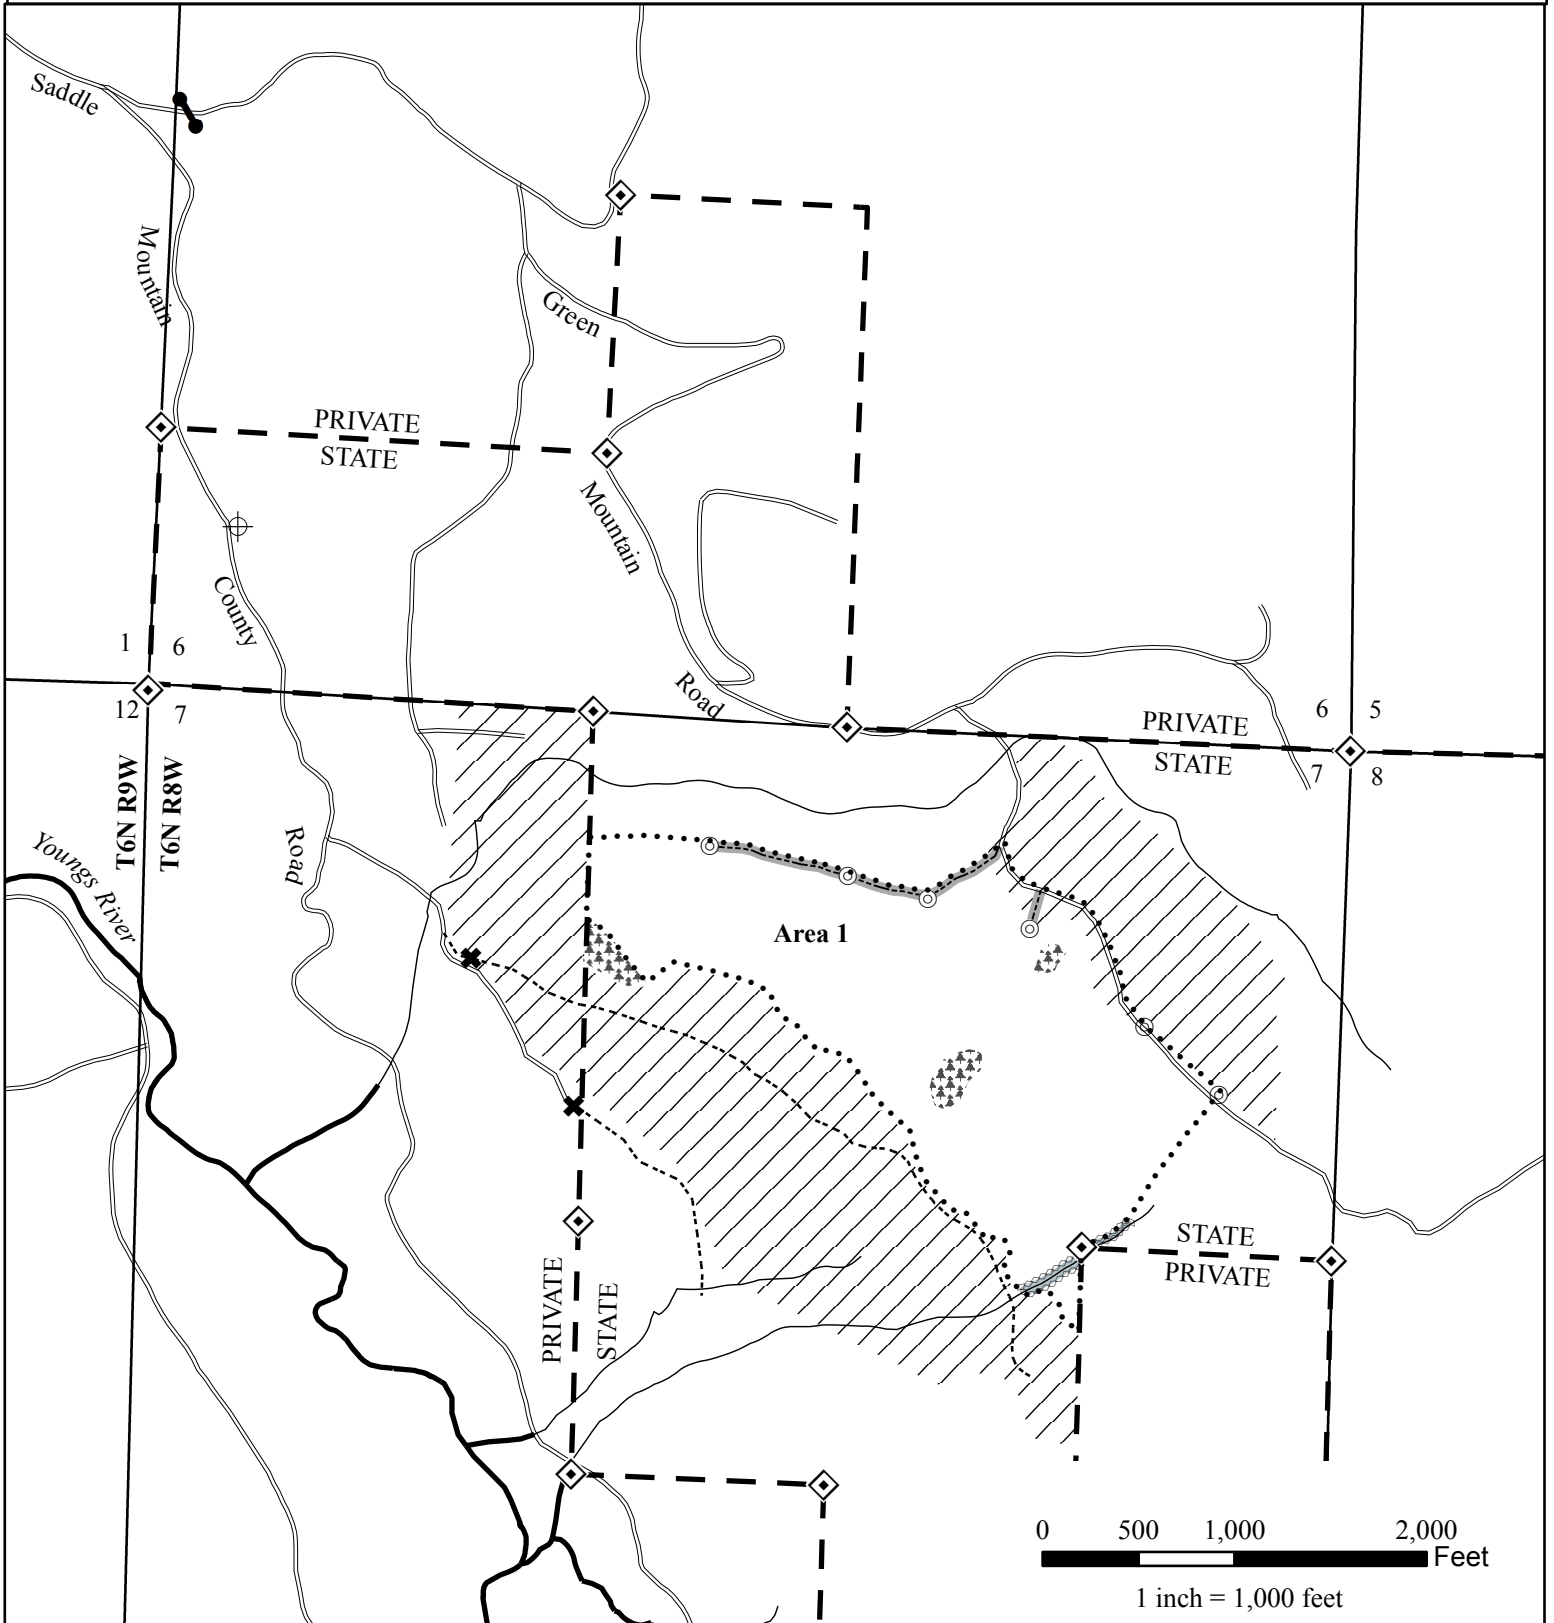 Saddle
Mountain
Green
PRIVATE
STATE
Mountain
County
1 6
Road
12 7
6 5
PRIVATE
STATE
7 8
T6N R9W
T6N R8W
Road
Youngs River
Area 1
STATE
PRIVATE
PRIVATE
STATE
0 500 1,000 2,000
Feet
1 inch = 1,000 feet